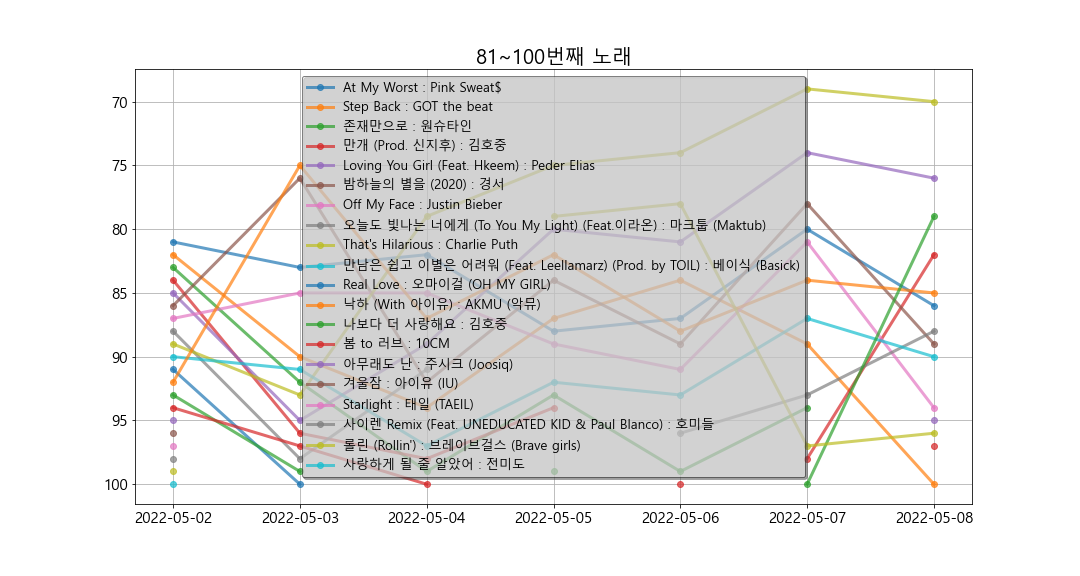 81~100번째 노래
At My Worst : Pink Sweat$
Step Back : GOT the beat
존재만으로 : 원슈타인
만개 (Prod. 신지후) : 김호중
Loving You Girl (Feat. Hkeem) : Peder Elias
밤하늘의 별을 (2020) : 경서
Off My Face : Justin Bieber
오늘도 빛나는 너에게 (To You My Light) (Feat.이라온) : 마크툽 (Maktub)
That's Hilarious : Charlie Puth
만남은 쉽고 이별은 어려워 (Feat. Leellamarz) (Prod. by TOIL) : 베이식 (Basick)
Real Love : 오마이걸 (OH MY GIRL)
낙하 (With 아이유) : AKMU (악뮤)
나보다 더 사랑해요 : 김호중
봄 to 러브 : 10CM
아무래도 난 : 주시크 (Joosiq)
겨울잠 : 아이유 (IU)
Starlight : 태일 (TAEIL)
사이렌 Remix (Feat. UNEDUCATED KID & Paul Blanco) : 호미들
롤린 (Rollin') : 브레이브걸스 (Brave girls)
사랑하게 될 줄 알았어 : 전미도
70
75
80
85
90
95
100
2022-05-02
2022-05-03
2022-05-04
2022-05-05
2022-05-06
2022-05-07
2022-05-08